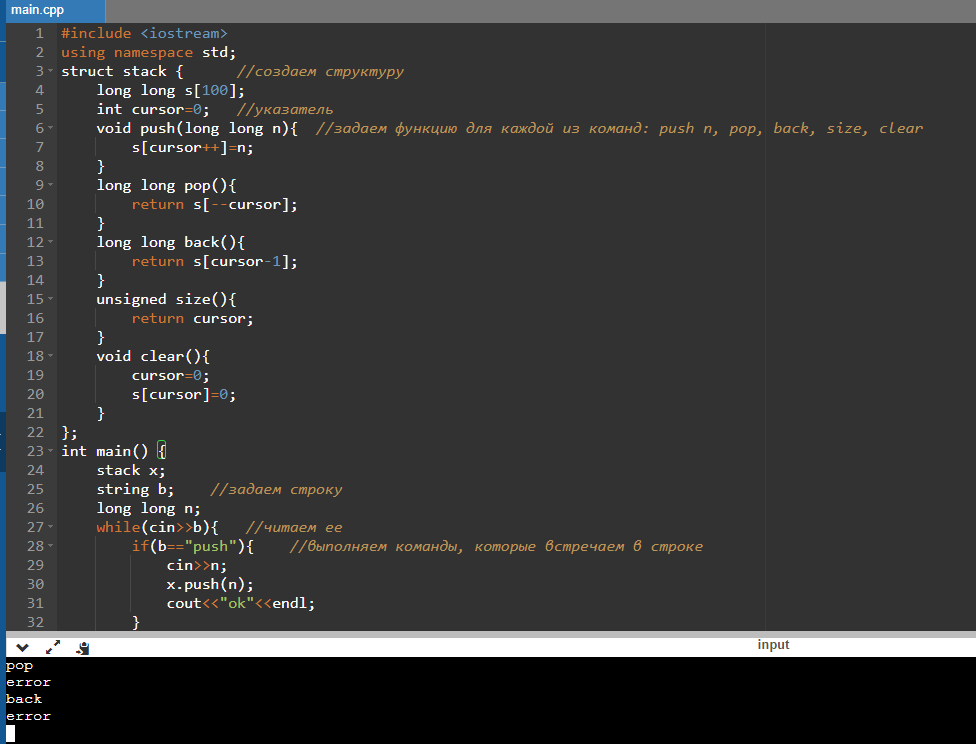 main.cpp
1 #include <iostream>
2 using namespace std;
3 struct stack {      //создаем структуру
4     long long s[100];
5     int cursor=0;   //указатель
6     void push(long long n){  //задаем функцию для каждой из команд: push n, pop, back, size, clear
7         s[cursor++]=n;
8     }
9     long long pop(){
10         return s[--cursor];
11     }
12     long long back(){
13         return s[cursor-1];
14     }
15     unsigned size(){
16         return cursor;
17     }
18     void clear(){
19         cursor=0;
20         s[cursor]=0;
21     }
22 };
23 int main() {
24     stack x;
25     string b;    //задаем строку
26     long long n;
27     while(cin>>b){   //читаем ее
28         if(b=="push"){    //выполняем команды, которые встречаем в строке
29             cin>>n;
30             x.push(n);
31             cout<<"ok"<<endl;
32         }
input
pop
error
back
error